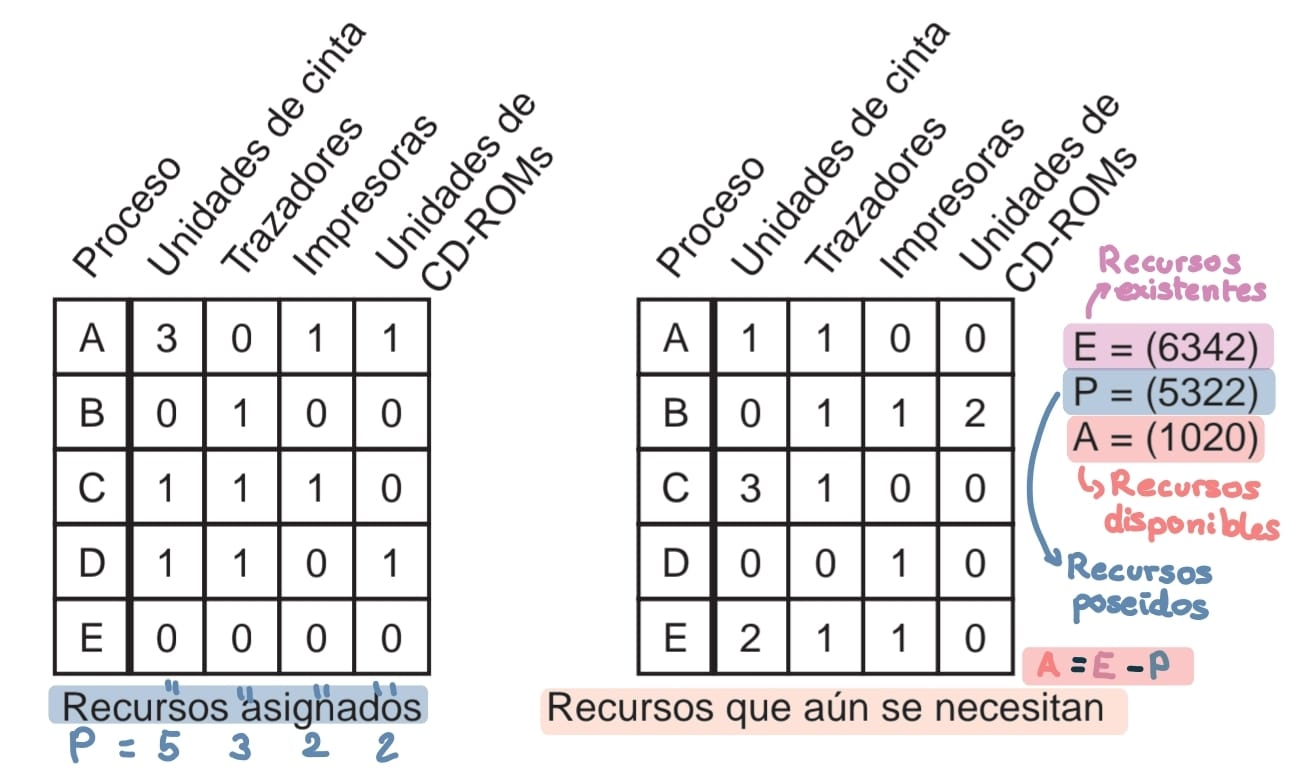 Proceso Unidades de cinta Trazadores Impresoras Unidades de CD-ROMs
A 3 0 1 1
B 0 1 0 0
C 1 1 1 0
D 1 1 0 1
E 0 0 0 0
Recursos asignados
P = 5 3 2 2
Proceso Unidades de cinta Trazadores Impresoras Unidades de CD-ROMs
A 1 1 0 0
B 0 1 1 2
C 3 1 0 0
D 0 0 1 0
E 2 1 1 0
Recursos que aún se necesitan
Recursos
existentes
E = (6342)
P = (5322)
A = (1020)
Recursos
disponibles
Recursos
poseidos
A = E - P